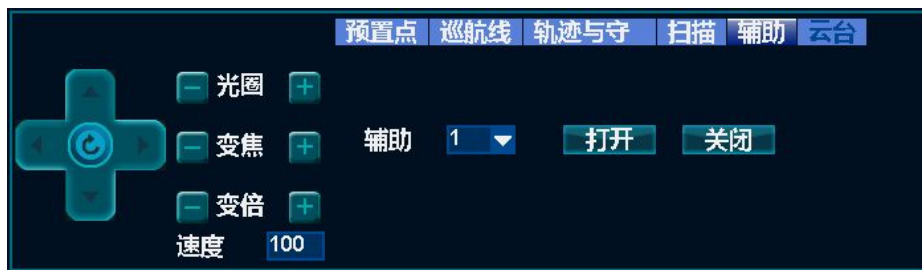 预置点 巡航线 轨迹与守 扫描 辅助 云台
光圈
变焦 辅助 1 打开 关闭
变倍
速度 100